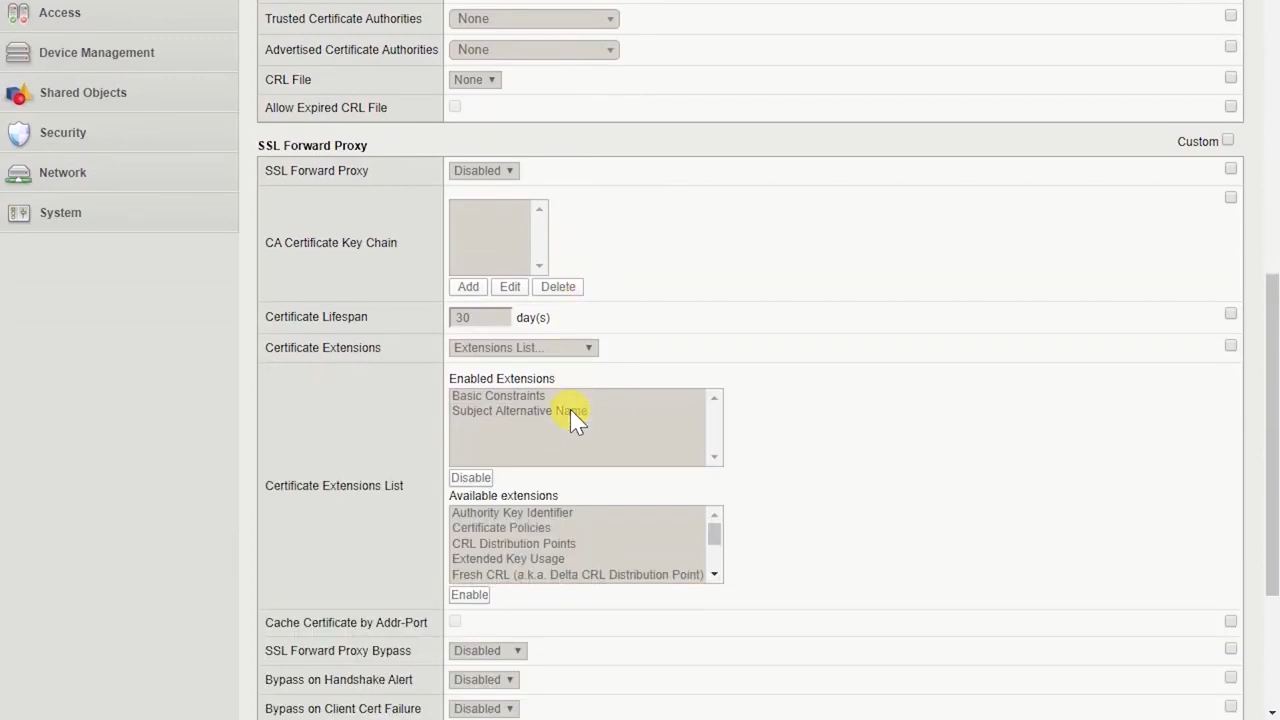 Access
Device Management
Shared Objects
Security
Network
System
Trusted Certificate Authorities None
Advertised Certificate Authorities None
CRL File None
Allow Expired CRL File
SSL Forward Proxy Custom
SSL Forward Proxy Disabled
CA Certificate Key Chain
Add Edit Delete
Certificate Lifespan 30 day(s)
Certificate Extensions Extensions List...
Certificate Extensions List
Enabled Extensions
Basic Constraints
Subject Alternative Name
Disable
Available extensions
Authority Key Identifier
Certificate Policies
CRL Distribution Points
Extended Key Usage
Fresh CRL (a.k.a. Delta CRL Distribution Point)
Enable
Cache Certificate by Addr-Port
SSL Forward Proxy Bypass Disabled
Bypass on Handshake Alert Disabled
Bypass on Client Cert Failure Disabled